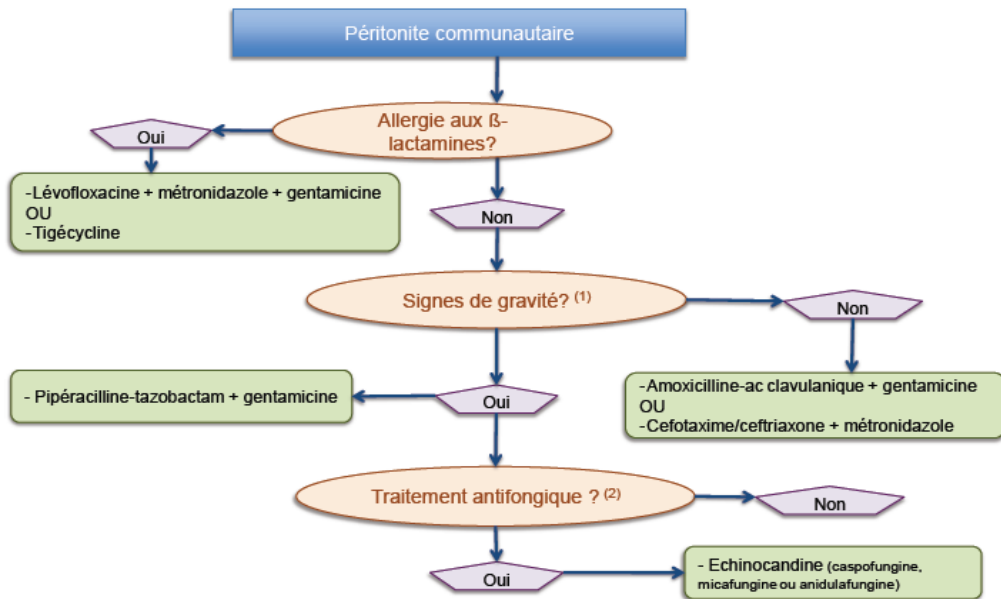 Péritonite communautaire
Allergie aux ß-
lactamines?
Oui
-Lévofloxacine + métronidazole + gentamicine
OU
-Tigécycline
Non
Signes de gravité? (1)
Non
- Pipéracilline-tazobactam + gentamicine
Oui
-Amoxicilline-ac clavulanique + gentamicine
OU
-Cefotaxime/ceftriaxone + métronidazole
Traitement antifongique ? (2)
Non
Oui
- Echinocandine (caspofungine,
micafungine ou anidulafungine)